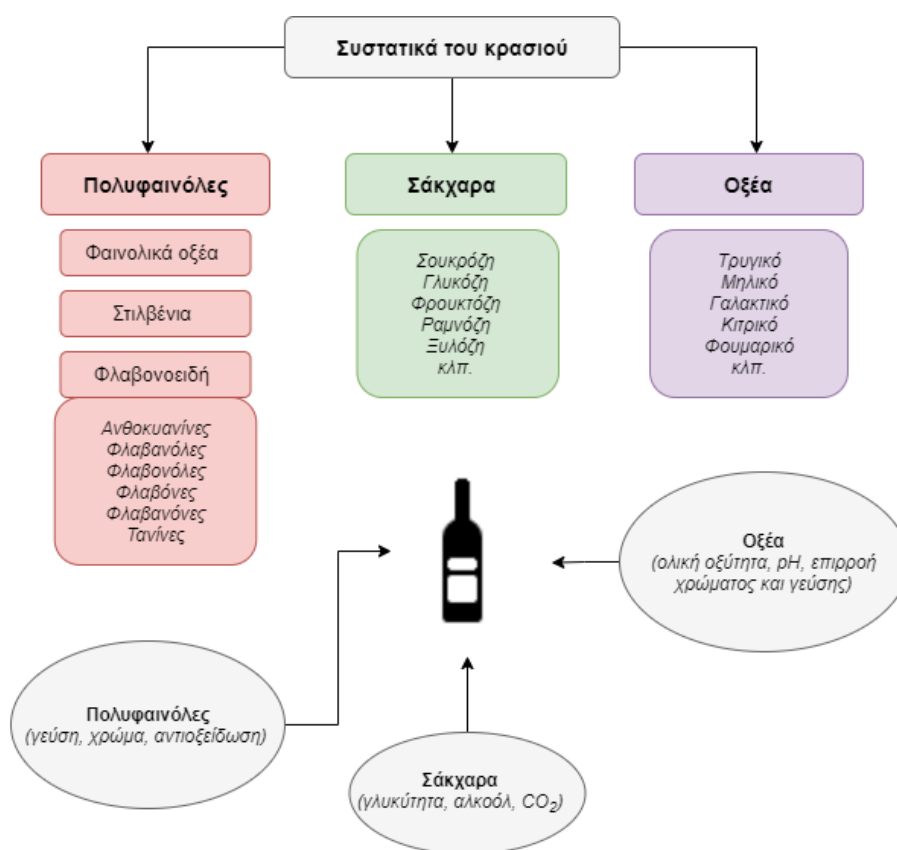 Συστατικά του κρασιού
Πολυφαινόλες
Φαινολικά οξέα
Στιλβένια
Φλαβονοειδή
Ανθοκυανίνες
Φλαβανόλες
Φλαβονόλες
Φλαβόνες
Φλαβανόνες
Τανίνες
Σάκχαρα
Σουκρόζη
Γλυκόζη
Φρουκτόζη
Ραμνόζη
Ξυλόζη
κλπ.
Οξέα
Τρυγικό
Μηλικό
Γαλακτικό
Κιτρικό
Φουμαρικό
κλπ.
Οξέα
(ολική οξύτητα, pH, επιρροή
χρώματος και γεύσης)
Πολυφαινόλες
(γεύση, χρώμα, αντιοξείδωση)
Σάκχαρα
(γλυκύτητα, αλκοόλ, CO₂)